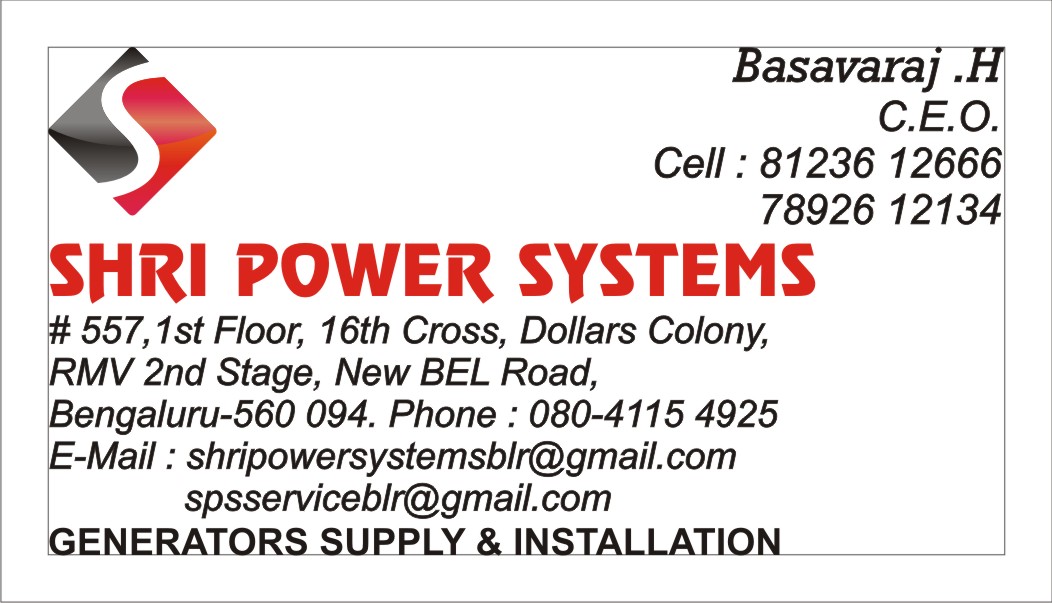 Basavaraj .H
C.E.O.
Cell : 81236 12666
78926 12134
SHRI POWER SYSTEMS
# 557,1st Floor, 16th Cross, Dollars Colony,
RMV 2nd Stage, New BEL Road,
Bengaluru-560 094. Phone : 080-4115 4925
E-Mail : shripowersystemsblr@gmail.com
spsserviceblr@gmail.com
GENERATORS SUPPLY & INSTALLATION